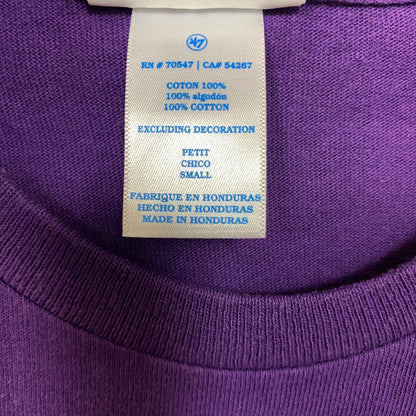 47
RN # 70547 | CA# 54267
COTON 100%
100% algodón
100% COTTON
EXCLUDING DECORATION
PETIT
CHICO
SMALL
FABRIQUE EN HONDURAS
HECHO EN HONDURAS
MADE IN HONDURAS